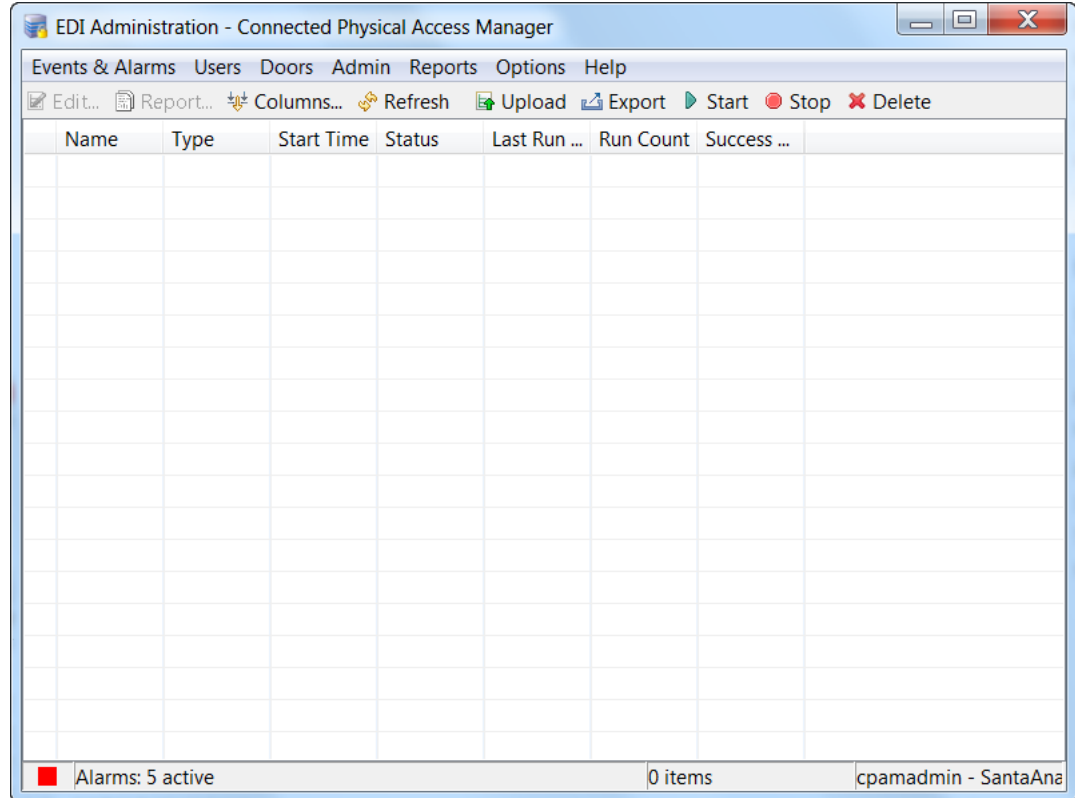 EDI Administration - Connected Physical Access Manager
Events & Alarms Users Doors Admin Reports Options Help
Edit... Report... Columns... Refresh Upload Export Start Stop Delete
Name Type Start Time Status Last Run ... Run Count Success ...
Alarms: 5 active 0 items cpamadmin - SantaAna